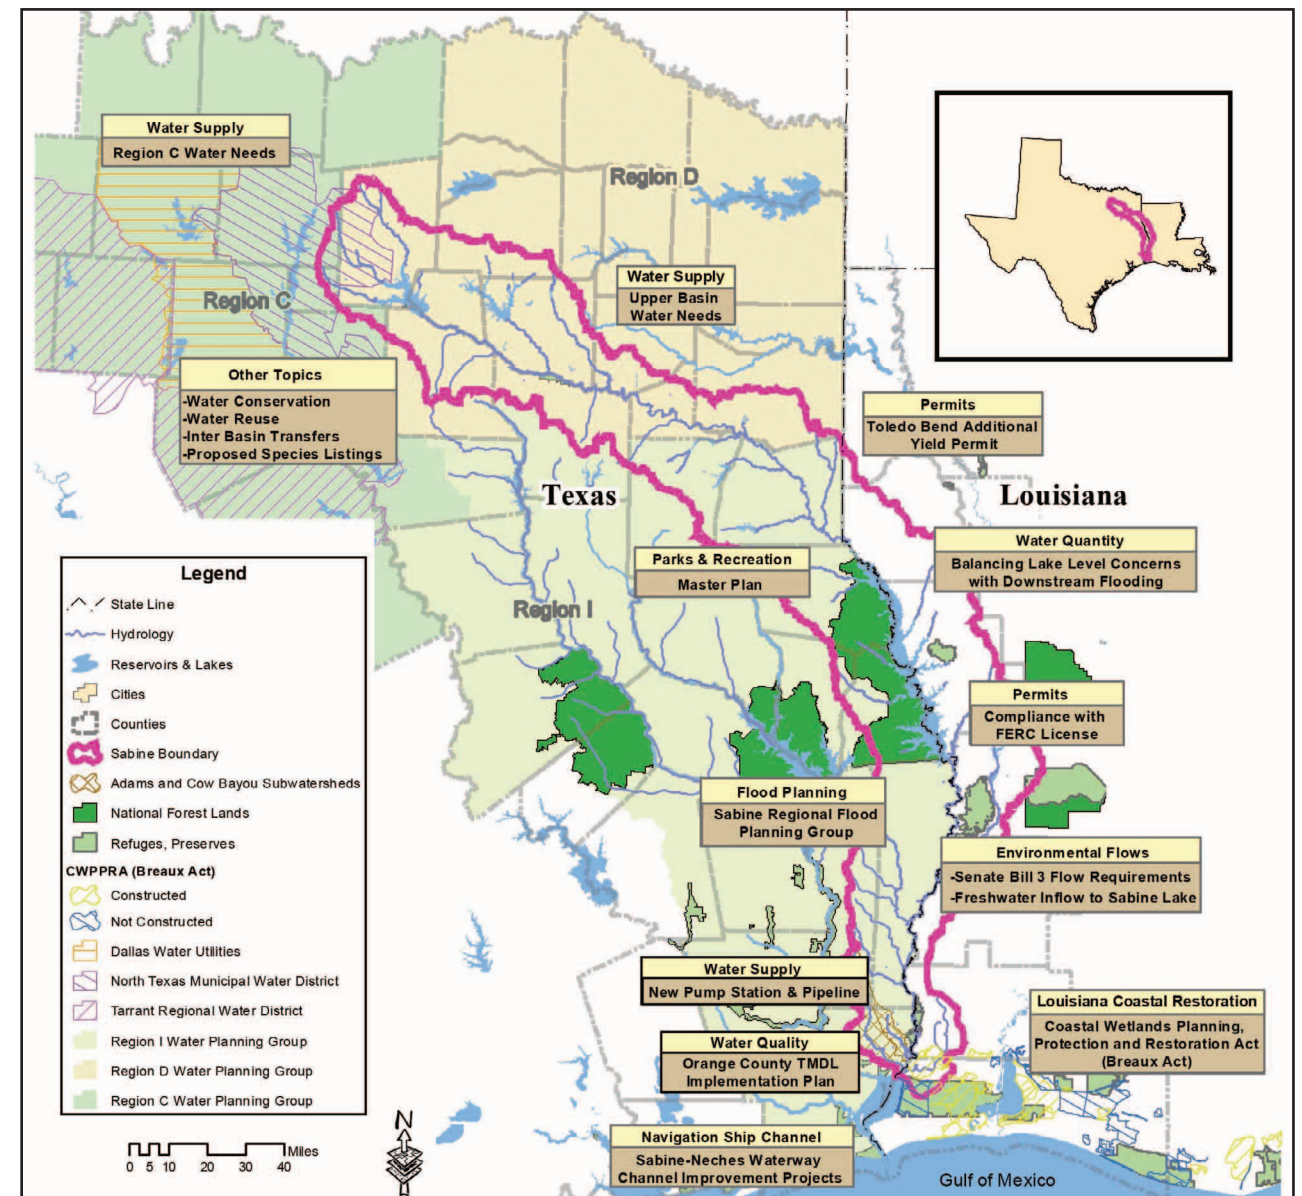 Water Supply
Region C Water Needs
Region D
Water Supply
Upper Basin
Water Needs
Region C
Other Topics
-Water Conservation
-Water Reuse
-Inter Basin Transfers
-Proposed Species Listings
Permits
Toledo Bend Additional
Yield Permit
Texas
Louisiana
Water Quantity
Balancing Lake Level Concerns
with Downstream Flooding
Parks & Recreation
Master Plan
Region I
Permits
Compliance with
FERC License
Flood Planning
Sabine Regional Flood
Planning Group
Environmental Flows
-Senate Bill 3 Flow Requirements
-Freshwater Inflow to Sabine Lake
Water Supply
New Pump Station & Pipeline
Louisiana Coastal Restoration
Coastal Wetlands Planning,
Protection and Restoration Act
(Breaux Act)
Water Quality
Orange County TMDL
Implementation Plan
Navigation Ship Channel
Sabine-Neches Waterway
Channel Improvement Projects
Gulf of Mexico
Legend
State Line
Hydrology
Reservoirs & Lakes
Cities
Counties
Sabine Boundary
Adams and Cow Bayou Subwatersheds
National Forest Lands
Refuges, Preserves
CWPPRA (Breaux Act)
Constructed
Not Constructed
Dallas Water Utilities
North Texas Municipal Water District
Tarrant Regional Water District
Region I Water Planning Group
Region D Water Planning Group
Region C Water Planning Group
N
Miles
0 5 10 20 30 40